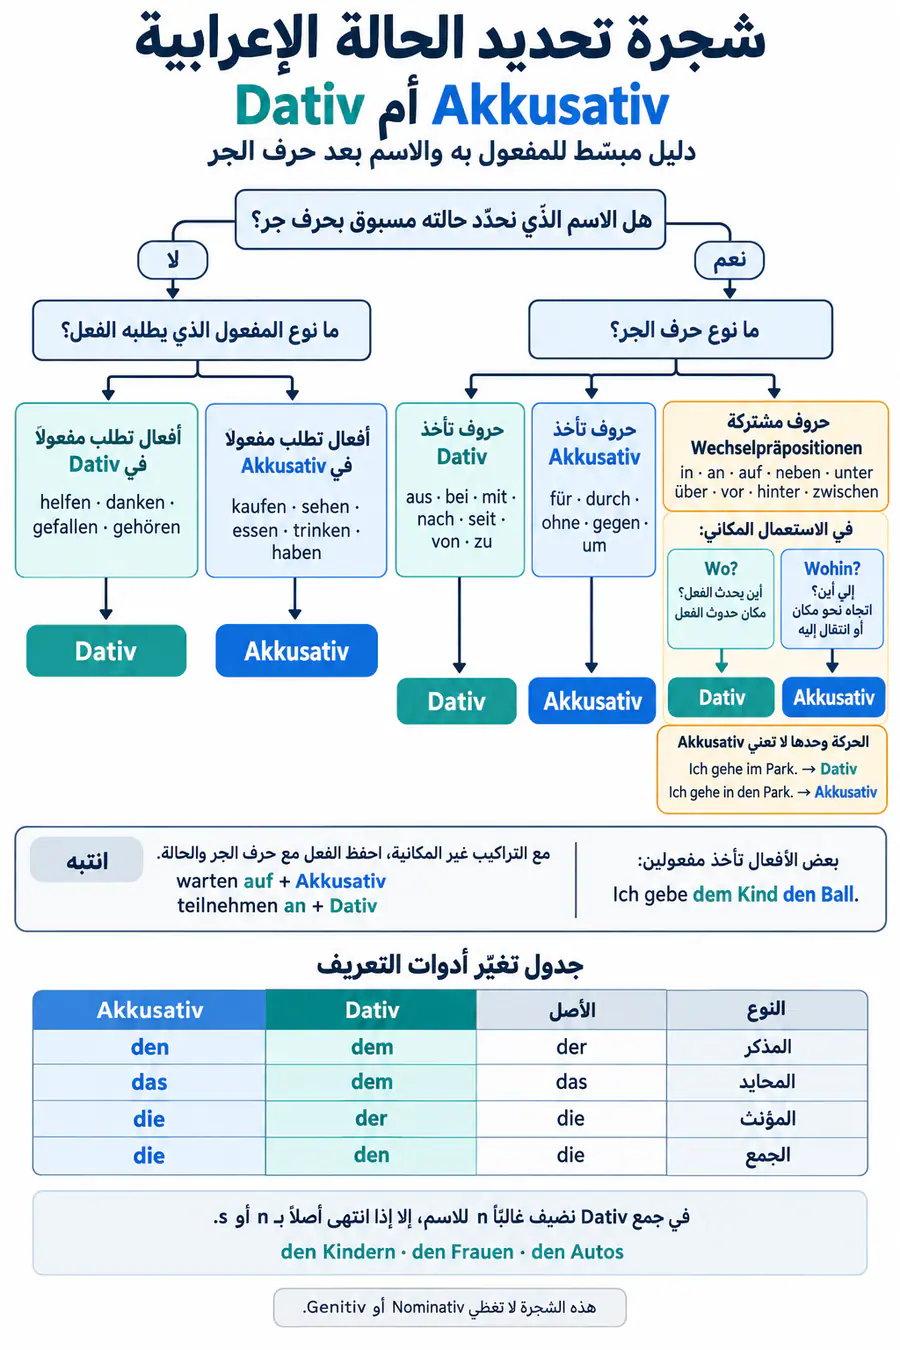 شجرة تحديد الحالة الإعرابية
Akkusativ أم Dativ
دليل مبسّط للمفعول به والاسم بعد حرف الجر
هل الاسم الذّي نحدّد حالته مسبوق بحرف جر؟
نعم
لا
ما نوع حرف الجر؟
ما نوع المفعول الذي يطلبه الفعل؟
حروف مشتركة
Wechselpräpositionen
in · an · auf · neben · unter
über · vor · hinter · zwischen
في الاستعمال المكاني:
Wohin?
إلي أين؟
اتجاه نحو مكان
أو انتقال إليه
Akkusativ
Wo?
أين يحدث الفعل؟
مكان حدوث الفعل
Dativ
الحركة وحدها لا تعني Akkusativ
Ich gehe im Park. → Dativ
Ich gehe in den Park. → Akkusativ
حروف تأخذ
Akkusativ
für · durch ·
ohne · gegen ·
um
Akkusativ
حروف تأخذ
Dativ
aus · bei · mit ·
nach · seit ·
von · zu
Dativ
أفعال تطلب مفعولاً
في Akkusativ
kaufen · sehen ·
essen · trinken ·
haben
Akkusativ
أفعال تطلب مفعولاً
في Dativ
helfen · danken ·
gefallen · gehören
Dativ
بعض الأفعال تأخذ مفعولين:
Ich gebe dem Kind den Ball.
انتبه
مع التراكيب غير المكانية، احفظ الفعل مع حرف الجر والحالة.
warten auf + Akkusativ
teilnehmen an + Dativ
جدول تغيّر أدوات التعريف
النوع الأصل Dativ Akkusativ
المذكر der dem den
المحايد das dem das
المؤنث die der die
الجمع die den die
في جمع Dativ نضيف غالبّاً n للاسم، إلا إذا انتهى أصلاً بـ n أو s.
den Kindern · den Frauen · den Autos
هذه الشجرة لا تغظي Nominativ أو Genitiv.